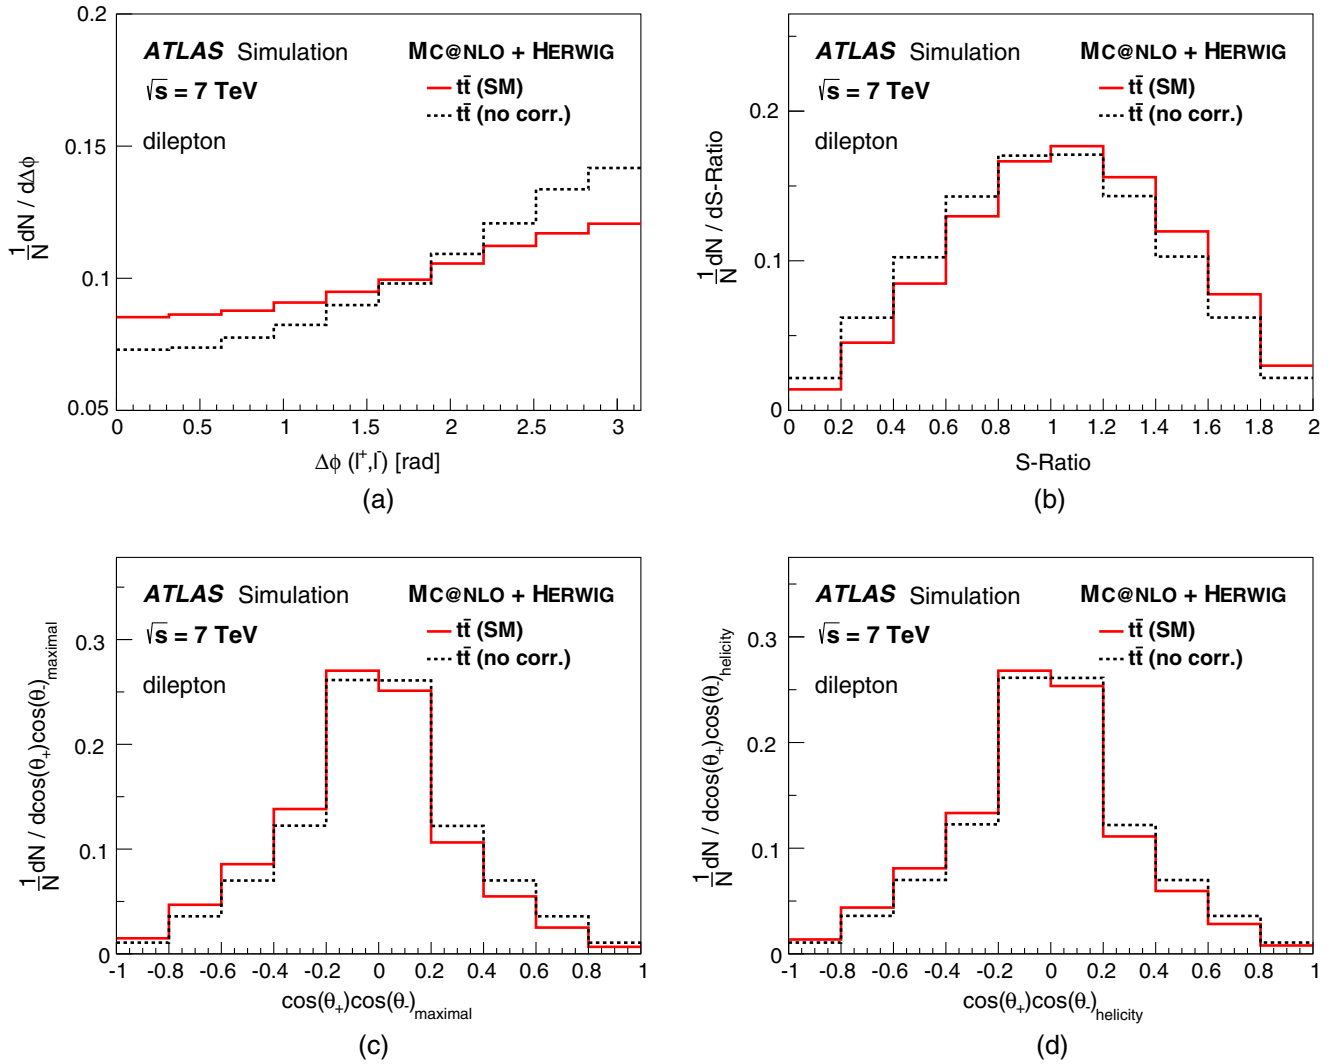 0.2
0.15
0.1
0.05
1/N dN / dΔϕ
ATLAS Simulation
MC@NLO + HERWIG
√s = 7 TeV
tt̄ (SM)
tt̄ (no corr.)
dilepton
0 0.5 1 1.5 2 2.5 3
Δϕ (l⁺,l⁻) [rad]
(a)
0.2
0.1
0
1/N dN / dS-Ratio
ATLAS Simulation
MC@NLO + HERWIG
√s = 7 TeV
tt̄ (SM)
tt̄ (no corr.)
dilepton
0 0.2 0.4 0.6 0.8 1 1.2 1.4 1.6 1.8 2
S-Ratio
(b)
0.3
0.2
0.1
0
1/N dN / dcos(θ₊)cos(θ₋)maximal
ATLAS Simulation
MC@NLO + HERWIG
√s = 7 TeV
tt̄ (SM)
tt̄ (no corr.)
dilepton
-1 -0.8 -0.6 -0.4 -0.2 0 0.2 0.4 0.6 0.8 1
cos(θ₊)cos(θ₋)maximal
(c)
0.3
0.2
0.1
0
1/N dN / dcos(θ₊)cos(θ₋)helicity
ATLAS Simulation
MC@NLO + HERWIG
√s = 7 TeV
tt̄ (SM)
tt̄ (no corr.)
dilepton
-1 -0.8 -0.6 -0.4 -0.2 0 0.2 0.4 0.6 0.8 1
cos(θ₊)cos(θ₋)helicity
(d)